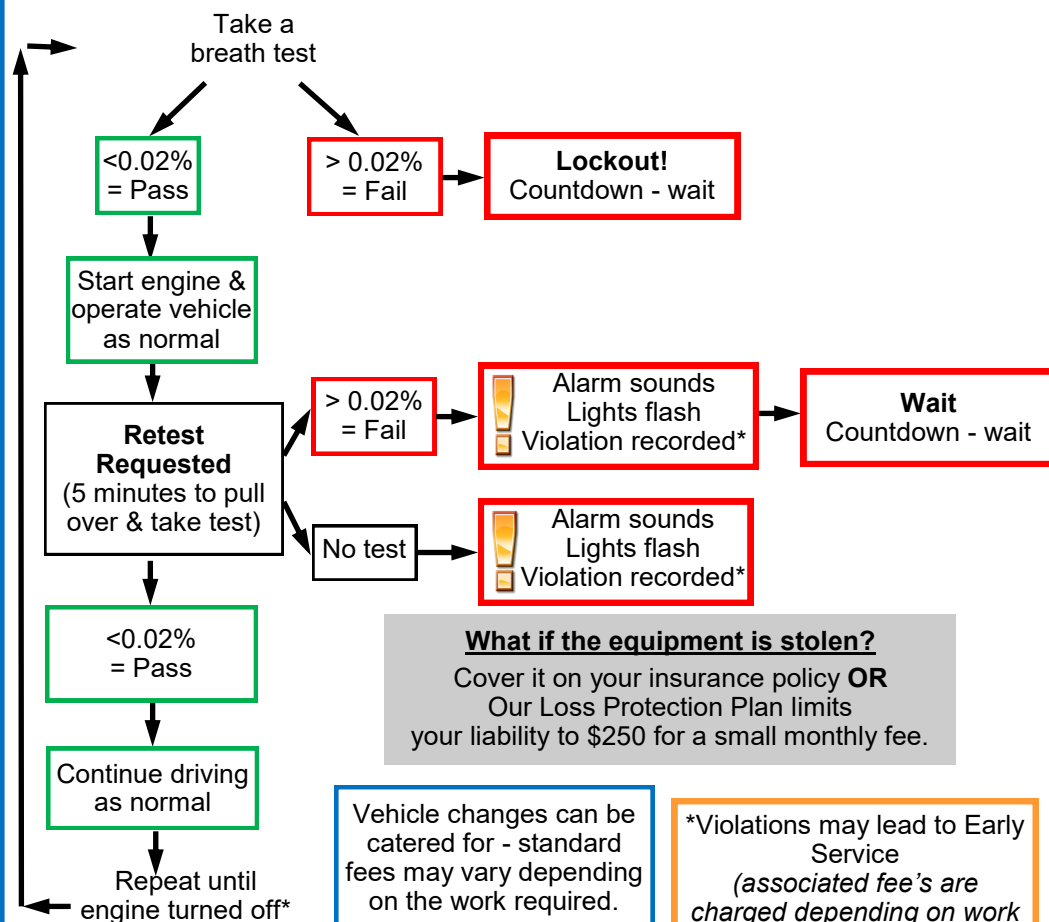 Take a
breath test
<0.02%
= Pass
> 0.02%
= Fail
Lockout!
Countdown - wait
Start engine &
operate vehicle
as normal
Retest
Requested
(5 minutes to pull
over & take test)
> 0.02%
= Fail
Alarm sounds
Lights flash
Violation recorded*
Wait
Countdown - wait
No test
Alarm sounds
Lights flash
Violation recorded*
<0.02%
= Pass
What if the equipment is stolen?
Cover it on your insurance policy OR
Our Loss Protection Plan limits
your liability to $250 for a small monthly fee.
Continue driving
as normal
Repeat until
engine turned off*
Vehicle changes can be
catered for - standard
fees may vary depending
on the work required.
*Violations may lead to Early
Service
(associated fee's are
charged depending on work